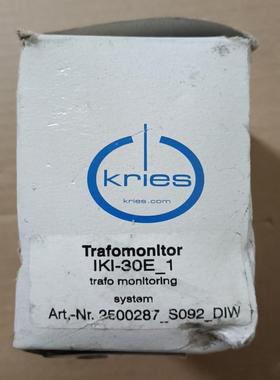 kries
kries.com
Trafomonitor
IKI-30E_1
trafo monitoring
system
Art.-Nr. 2500287_S092_DIW